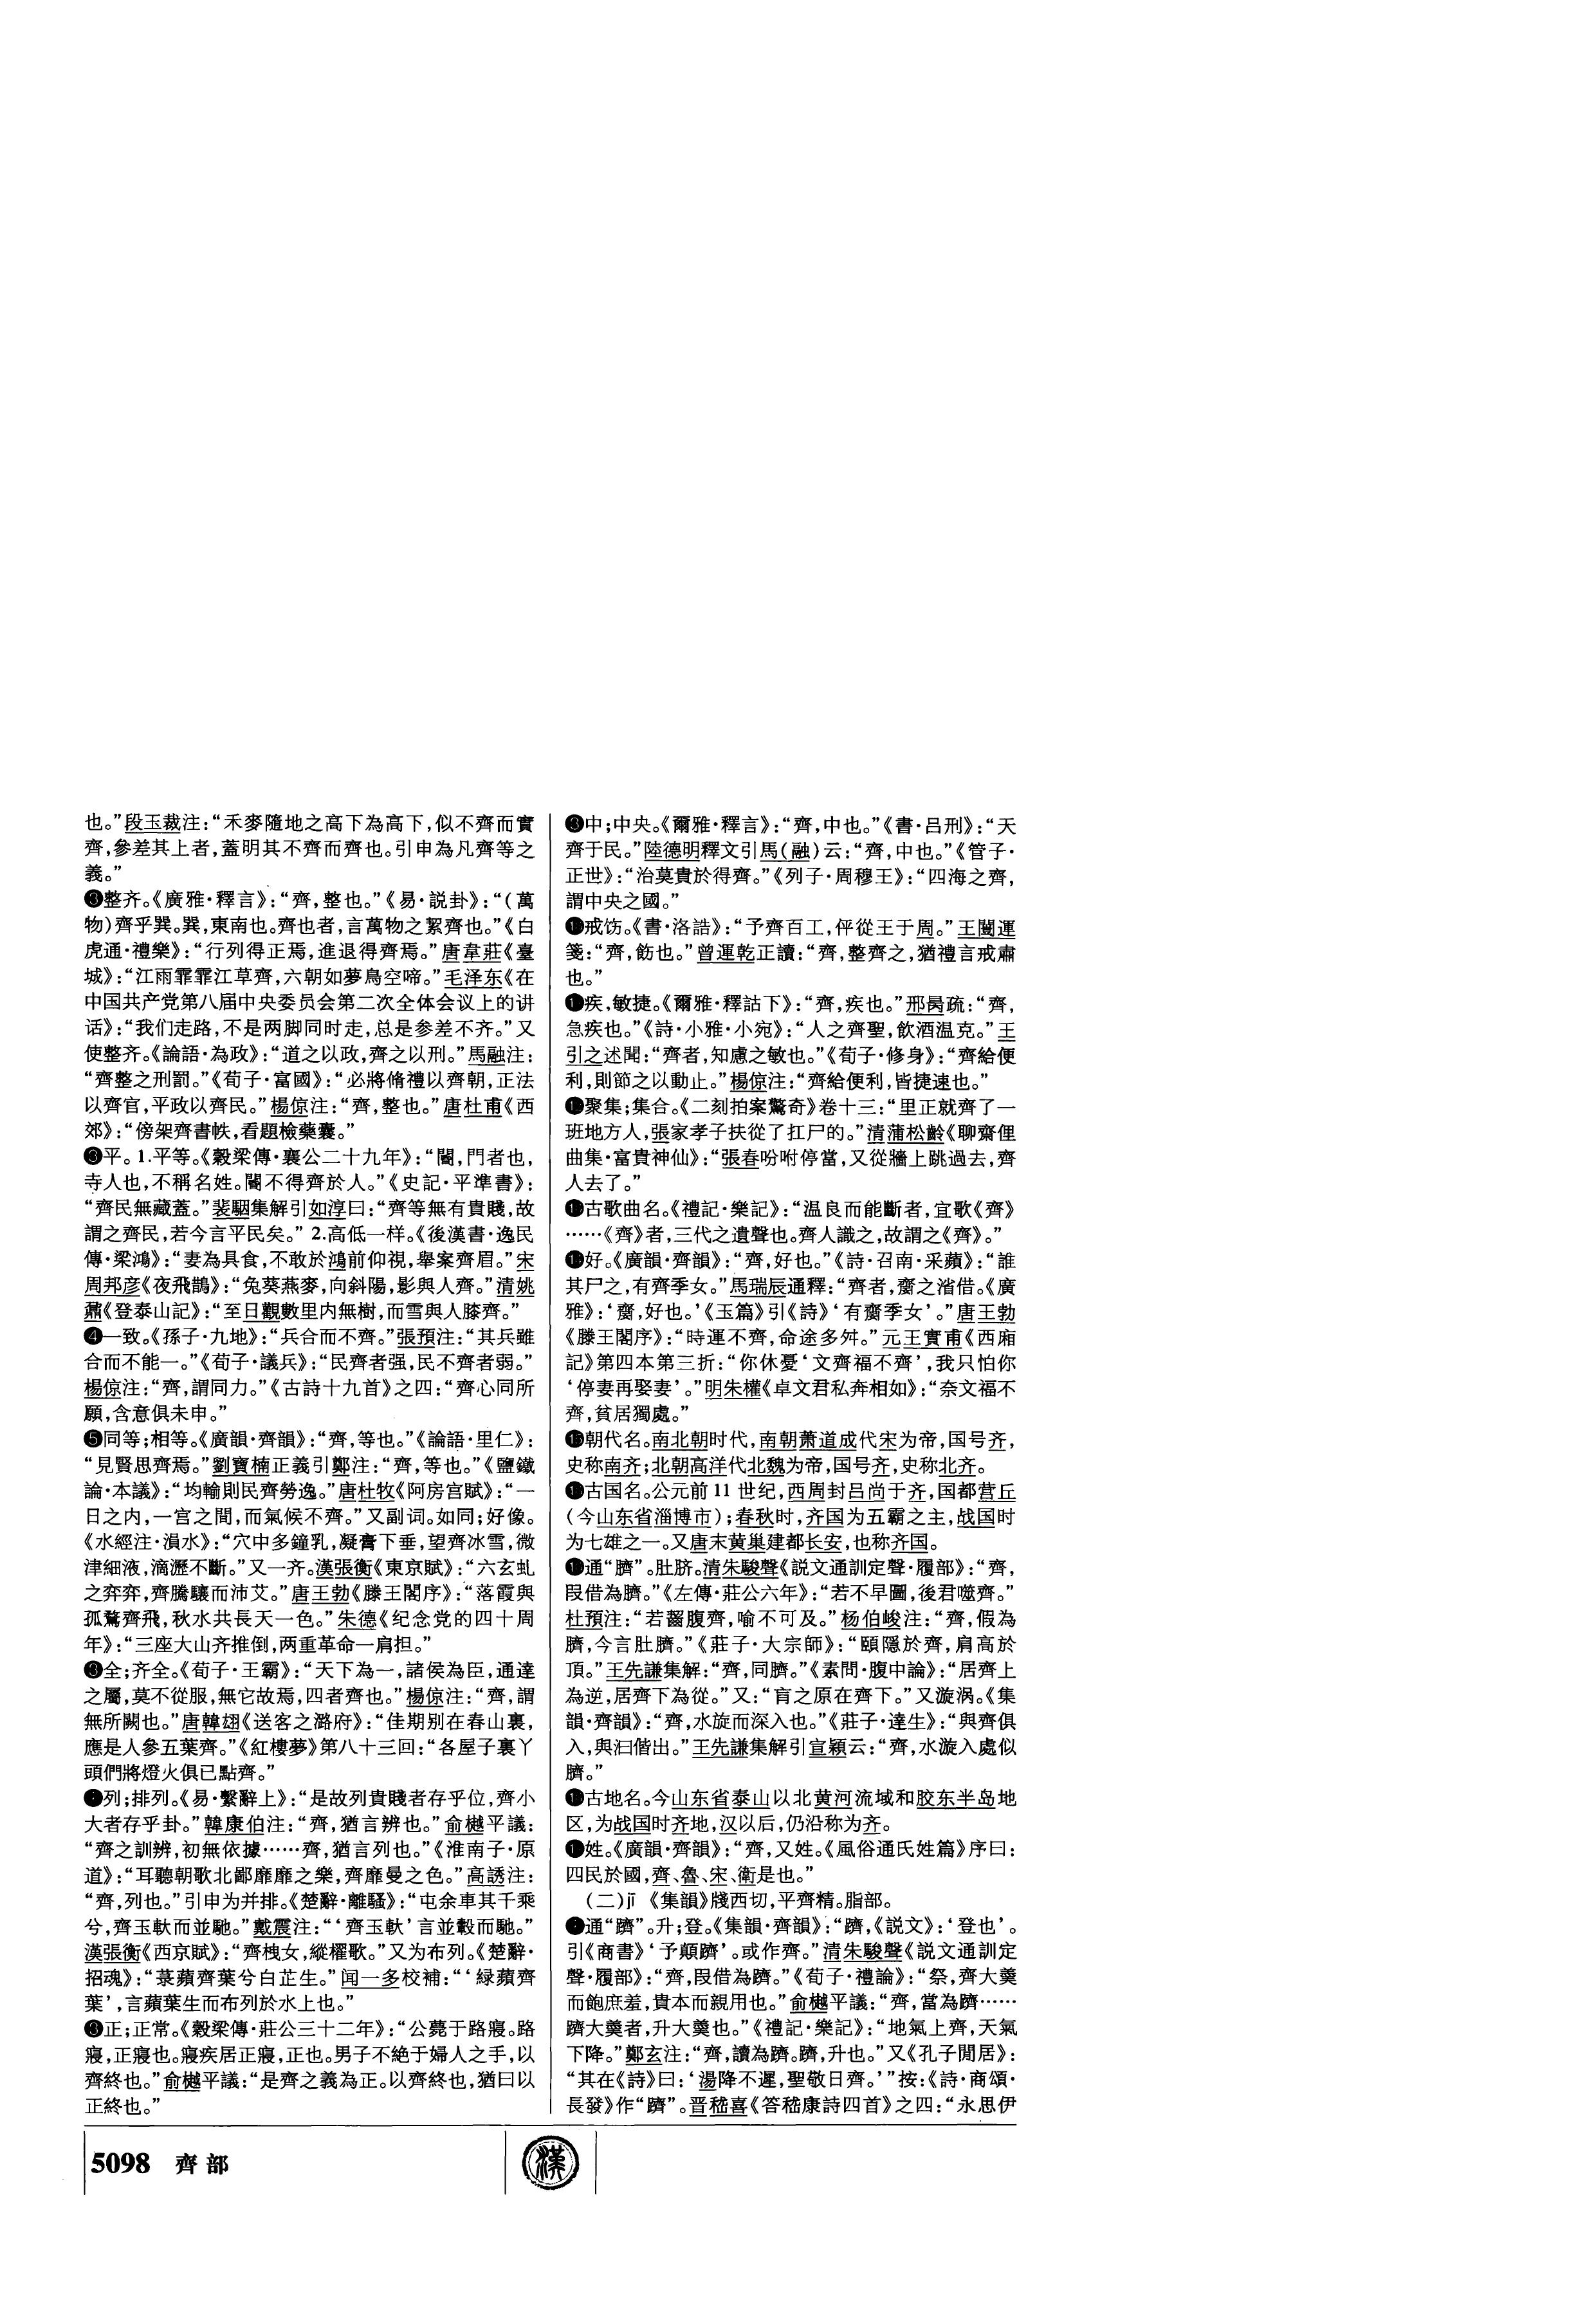 也。”段玉裁注：“禾麥隨地之高下為高下，似不齊而實
齊，參差其上者，蓋明其不齊而齊也。引申為凡齊等之
義。”
整齐。《廣雅·釋言》：“齊，整也。”《易·説卦》：“（萬
物）齊乎巽。巽，東南也。齊也者，言萬物之絜齊也。”《白
虎通·禮樂》：“行列得正焉，進退得齊焉。”唐韋莊《臺
城》：“江雨霏霏江草齊，六朝如夢鳥空啼。”毛泽东《在
中国共产党第八届中央委员会第二次全体会议上的讲
话》：“我们走路，不是两脚同时走，总是参差不齐。”又
使整齐。《論語·為政》：“道之以政，齊之以刑。”馬融注：
“齊整之刑罰。”《荀子·富國》：“必將脩禮以齊朝，正法
以齊官，平政以齊民。”楊倞注：“齊，整也。”唐杜甫《西
郊》：“傍架齊書帙，看題檢藥囊。”
平。1.平等。《穀梁傳·襄公二十九年》：“閽，門者也，
寺人也，不稱名姓。閽不得齊於人。”《史記·平準書》：
“齊民無藏蓋。”裴駰集解引如淳曰：“齊等無有貴賤，故
謂之齊民，若今言平民矣。”2.高低一样。《後漢書·逸民
傳·梁鴻》：“妻為具食，不敢於鴻前仰視，舉案齊眉。”宋
周邦彦《夜飛鵲》：“兔葵燕麥，向斜陽，影與人齊。”清姚
鼐《登泰山記》：“至日觀數里内無樹，而雪與人膝齊。”
❹一致。《孫子·九地》：“兵合而不齊。”張預注：“其兵雖
合而不能一。”《荀子·議兵》：“民齊者强，民不齊者弱。”
楊倞注：“齊，謂同力。”《古詩十九首》之四：“齊心同所
願，含意俱未申。”
❺同等；相等。《廣韻·齊韻》：“齊，等也。”《論語·里仁》：
“見賢思齊焉。”劉寶楠正義引鄭注：“齊，等也。”《鹽鐵
論·本議》：“均輸則民齊勞逸。”唐杜牧《阿房宫賦》：“一
日之内，一宫之間，而氣候不齊。”又副词。如同；好像。
《水經注·溳水》：“穴中多鐘乳，凝膏下垂，望齊冰雪，微
津細液，滴瀝不斷。”又一齐。漢張衡《東京賦》：“六玄虬
之弈弈，齊騰驤而沛艾。”唐王勃《滕王閣序》：“落霞與
孤鶩齊飛，秋水共長天一色。”朱德《纪念党的四十周
年》：“三座大山齐推倒，两重革命一肩担。”
全；齐全。《荀子·王霸》：“天下為一，諸侯為臣，通達
之屬，莫不從服，無它故焉，四者齊也。”楊倞注：“齊，謂
無所闕也。”唐韓翃《送客之潞府》：“佳期别在春山裏，
應是人參五葉齊。”《紅樓夢》第八十三回：“各屋子裏丫
頭們將燈火俱已點齊。”
列；排列。《易·繫辭上》：“是故列貴賤者存乎位，齊小
大者存乎卦。”韓康伯注：“齊，猶言辨也。”俞樾平議：
“齊之訓辨，初無依據……齊，猶言列也。”《淮南子·原
道》：“耳聽朝歌北鄙靡靡之樂，齊靡曼之色。”高誘注：
“齊，列也。”引申为并排。《楚辭·離騷》：“屯余車其千乘
兮，齊玉軑而並馳。”戴震注：“‘齊玉軑’言並轂而馳。”
漢張衡《西京賦》：“齊栧女，縱櫂歌。”又为布列。《楚辭·
招魂》：“菉蘋齊葉兮白芷生。”闻一多校補：“‘緑蘋齊
葉’，言蘋葉生而布列於水上也。”
正；正常。《穀梁傳·莊公三十二年》：“公薨于路寢。路
寢，正寢也。寢疾居正寢，正也。男子不絶于婦人之手，以
齊終也。”俞樾平議：“是齊之義為正。以齊終也，猶曰以
正終也。”
中；中央。《爾雅·釋言》：“齊，中也。”《書·吕刑》：“天
齊于民。”陸德明釋文引馬（融）云：“齊，中也。”《管子·
正世》：“治莫貴於得齊。”《列子·周穆王》：“四海之齊，
謂中央之國。”
戒饬。《書·洛誥》：“予齊百工，伻從王于周。”王闓運
箋：“齊，飭也。”曾運乾正讀：“齊，整齊之，猶禮言戒肅
也。”
疾，敏捷。《爾雅·釋詁下》：“齊，疾也。”邢昺疏：“齊，
急疾也。”《詩·小雅·小宛》：“人之齊聖，飲酒温克。”王
引之述聞：“齊者，知慮之敏也。”《荀子·修身》：“齊給便
利，則節之以動止。”楊倞注：“齊給便利，皆捷速也。”
⓬聚集；集合。《二刻拍案驚奇》卷十三：“里正就齊了一
班地方人，張家孝子扶從了扛尸的。”清蒲松齡《聊齋俚
曲集·富貴神仙》：“張春吩咐停當，又從牆上跳過去，齊
人去了。”
古歌曲名。《禮記·樂記》：“温良而能斷者，宜歌《齊》
……《齊》者，三代之遺聲也。齊人識之，故謂之《齊》。”
好。《廣韻·齊韻》：“齊，好也。”《詩·召南·采蘋》：“誰
其尸之，有齊季女。”馬瑞辰通釋：“齊者，齌之渻借。《廣
雅》：‘齌，好也。’《玉篇》引《詩》‘有齌季女’。”唐王勃
《滕王閣序》：“時運不齊，命途多舛。”元王實甫《西廂
記》第四本第三折：“你休憂‘文齊福不齊’，我只怕你
‘停妻再娶妻’。”明朱權《卓文君私奔相如》：“奈文福不
齊，貧居獨處。”
⓯朝代名。南北朝时代，南朝萧道成代宋为帝，国号齐，
史称南齐；北朝高洋代北魏为帝，国号齐，史称北齐。
古国名。公元前11世纪，西周封吕尚于齐，国都营丘
（今山东省淄博市）；春秋时，齐国为五霸之主，战国时
为七雄之一。又唐末黄巢建都长安，也称齐国。
通“臍”。肚脐。清朱駿聲《説文通訓定聲·履部》：“齊，
叚借為臍。”《左傳·莊公六年》：“若不早圖，後君噬齊。”
杜預注：“若齧腹齊，喻不可及。”杨伯峻注：“齊，假為
臍，今言肚臍。”《莊子·大宗師》：“頤隱於齊，肩高於
頂。”王先謙集解：“齊，同臍。”《素問·腹中論》：“居齊上
為逆，居齊下為從。”又：“肓之原在齊下。”又漩涡。《集
韻·齊韻》：“齊，水旋而深入也。”《莊子·達生》：“與齊俱
入，與汩偕出。”王先謙集解引宣穎云：“齊，水漩入處似
臍。”
古地名。今山东省泰山以北黄河流域和胶东半岛地
区，为战国时齐地，汉以后，仍沿称为齐。
姓。《廣韻·齊韻》：“齊，又姓。《風俗通氏姓篇》序曰：
四民於國，齊、魯、宋、衛是也。”
（二）jī　《集韻》牋西切，平齊精。脂部。
通“躋”。升；登。《集韻·齊韻》：“躋，《説文》：‘登也’。
引《商書》‘予顛躋’。或作齊。”清朱駿聲《説文通訓定
聲·履部》：“齊，叚借為躋。”《荀子·禮論》：“祭，齊大羹
而飽庶羞，貴本而親用也。”俞樾平議：“齊，當為躋……
躋大羹者，升大羹也。”《禮記·樂記》：“地氣上齊，天氣
下降。”鄭玄注：“齊，讀為躋。躋，升也。”又《孔子閒居》：
“其在《詩》曰：‘湯降不遲，聖敬日齊。’”按：《詩·商頌·
長發》作“躋”。晋嵇喜《答嵇康詩四首》之四：“永思伊
5098 齊部
漢